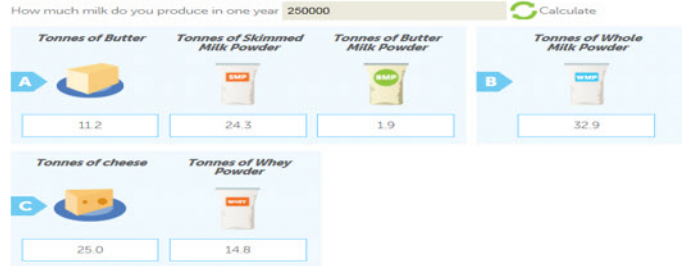 How much milk do you produce in one year 250000 Calculate
Tonnes of Butter
Tonnes of Skimmed
Milk Powder
Tonnes of Butter
Milk Powder
Tonnes of Whole
Milk Powder
A
SMP
BMP
B
WMP
11.2
24.3
1.9
32.9
Tonnes of cheese
Tonnes of Whey
Powder
C
WHEY
25.0
14.8